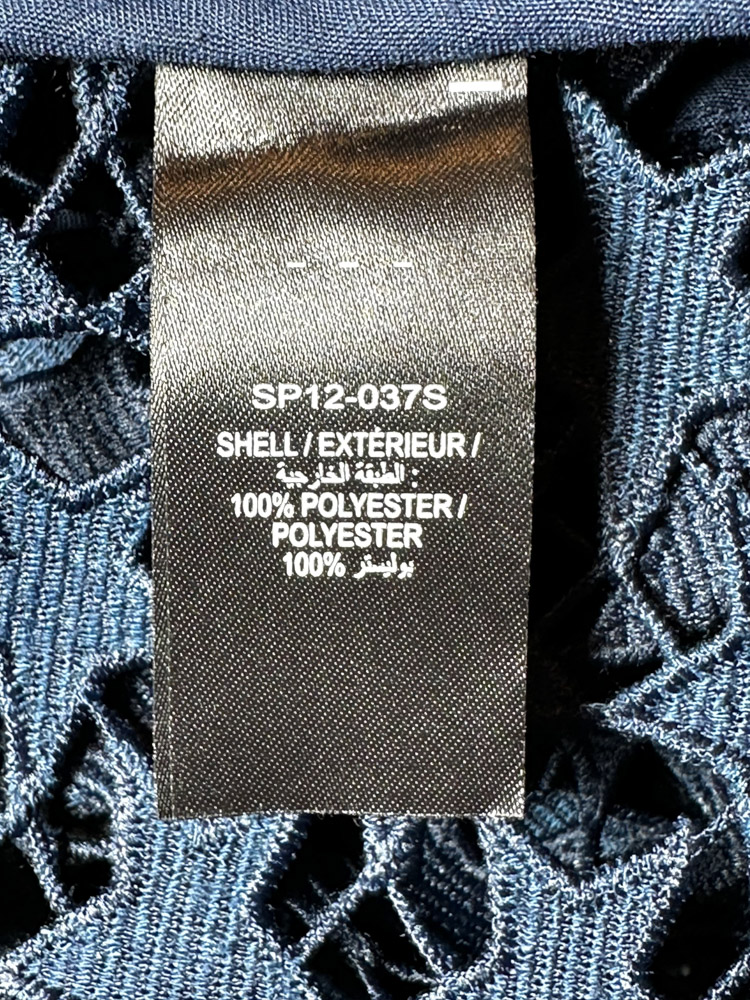 SP12-037S
SHELL / EXTÉRIEUR /
الطبقة الخارجية :
100% POLYESTER /
POLYESTER
100% بوليستر